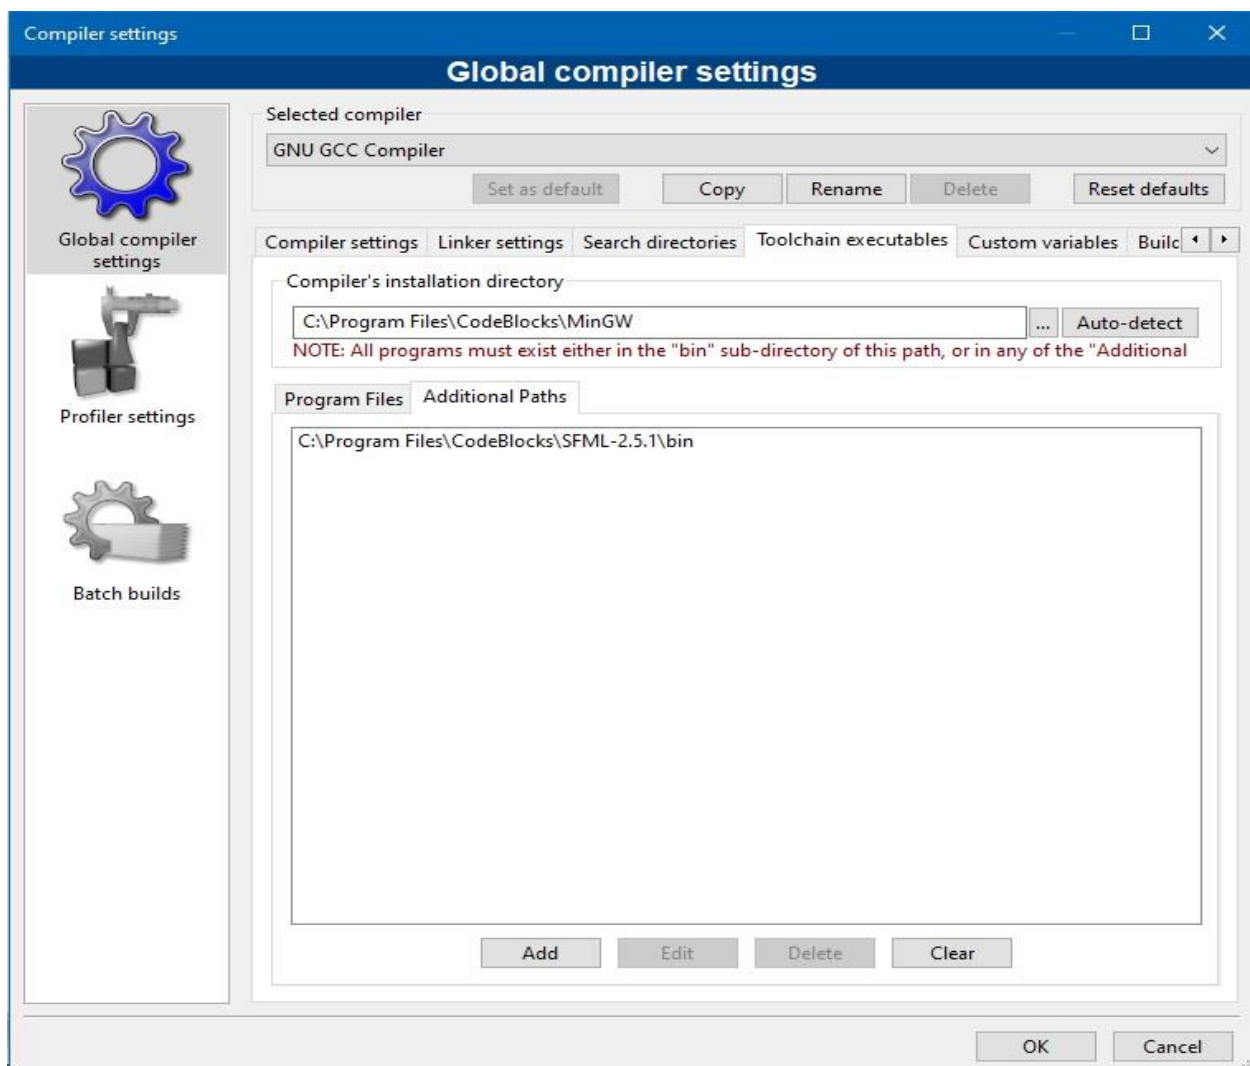 Compiler settings
Global compiler settings
Global compiler
settings
Profiler settings
Batch builds
Selected compiler
GNU GCC Compiler
Set as default Copy Rename Delete Reset defaults
Compiler settings Linker settings Search directories Toolchain executables Custom variables Builc
Compiler's installation directory
C:\Program Files\CodeBlocks\MinGW ... Auto-detect
NOTE: All programs must exist either in the "bin" sub-directory of this path, or in any of the "Additional
Program Files Additional Paths
C:\Program Files\CodeBlocks\SFML-2.5.1\bin
Add Edit Delete Clear
OK Cancel